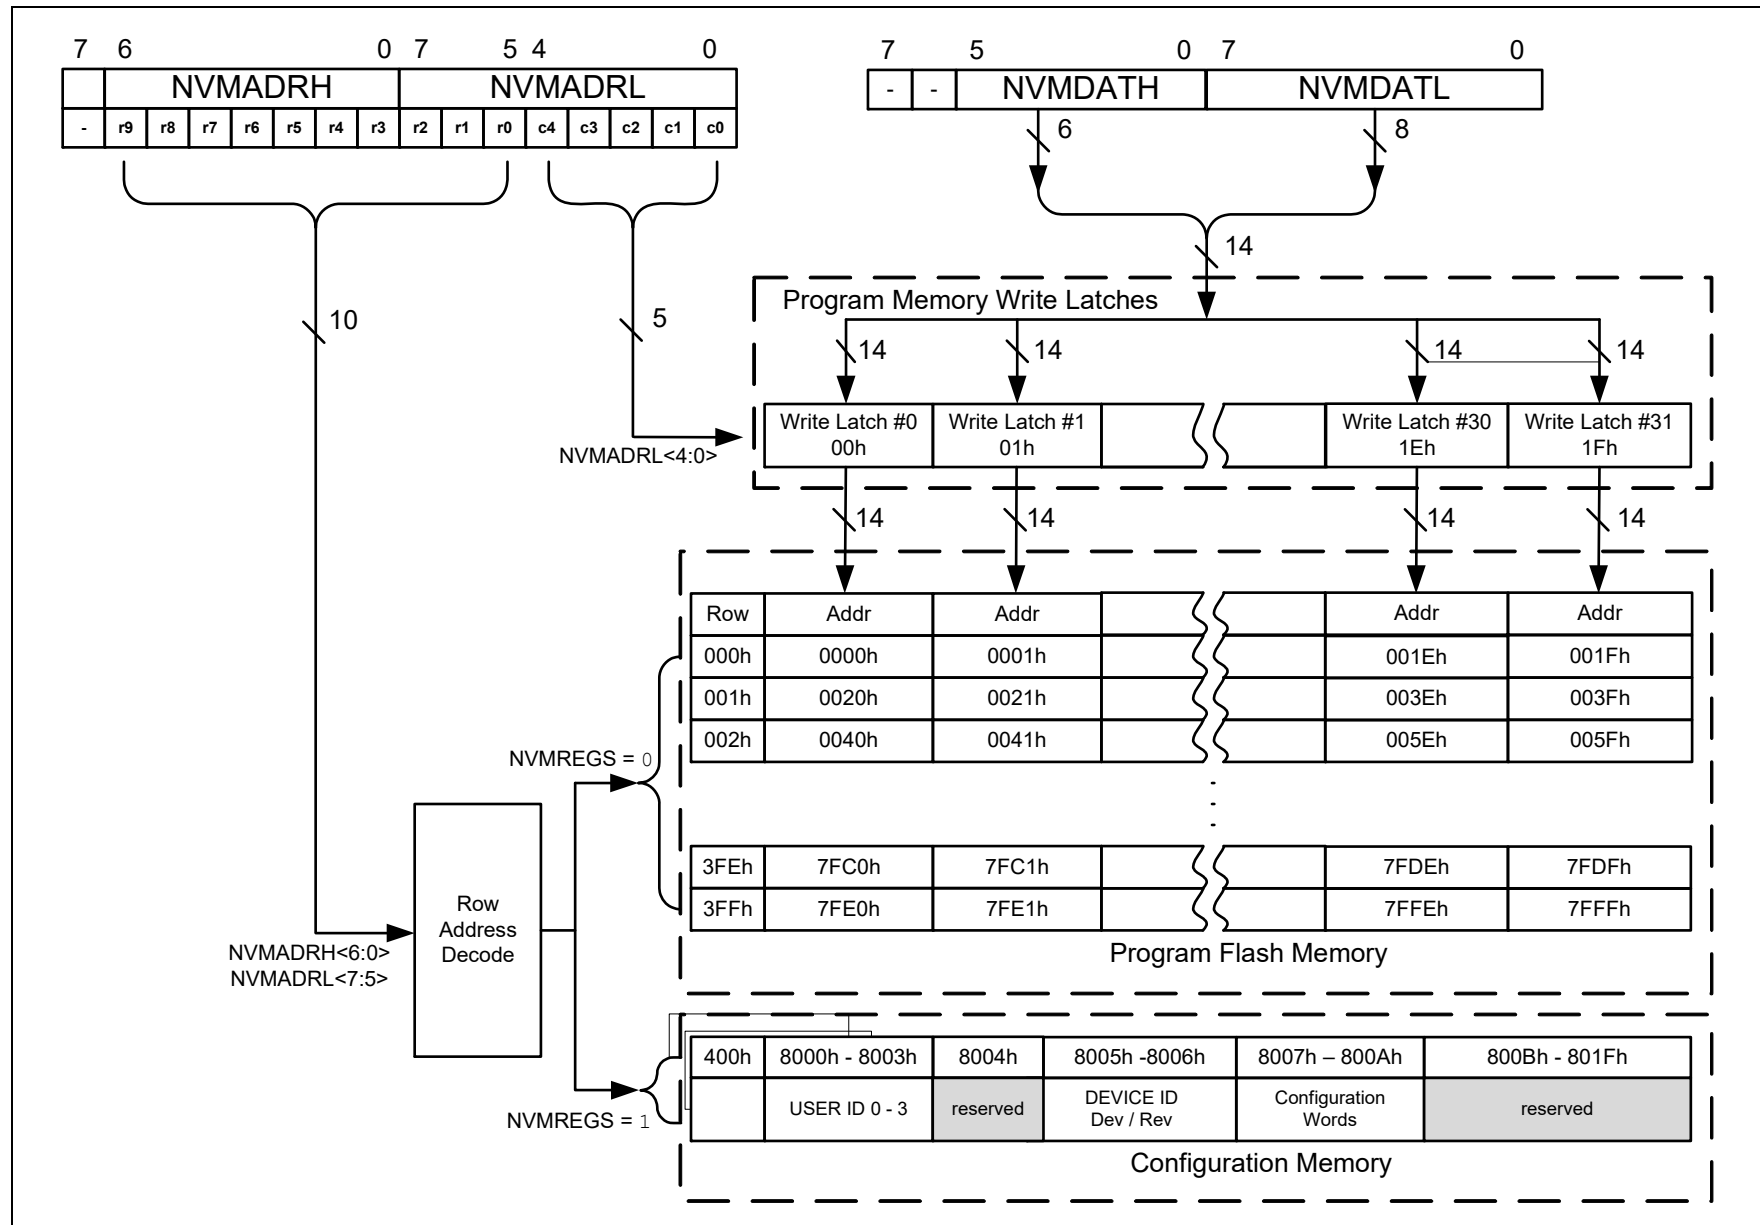 7 6 0 7 5 4 0
7 5 0 7 0
NVMADRH NVMADRL
- - NVMDATH NVMDATL
- r9 r8 r7 r6 r5 r4 r3 r2 r1 r0 c4 c3 c2 c1 c0
6 8
14
10 5
Program Memory Write Latches
14 14 14 14
Write Latch #0 Write Latch #1 Write Latch #30 Write Latch #31
00h 01h 1Eh 1Fh
NVMADRL<4:0>
14 14 14 14
Row Addr Addr Addr Addr
000h 0000h 0001h 001Eh 001Fh
001h 0020h 0021h 003Eh 003Fh
002h 0040h 0041h 005Eh 005Fh
NVMREGS = 0
3FEh 7FC0h 7FC1h 7FDEh 7FDFh
3FFh 7FE0h 7FE1h 7FFEh 7FFFh
Row
Address
Decode
NVMADRH<6:0>
NVMADRL<7:5>
Program Flash Memory
400h 8000h - 8003h 8004h 8005h -8006h 8007h – 800Ah 800Bh - 801Fh
USER ID 0 - 3 reserved DEVICE ID Configuration reserved
Dev / Rev Words
NVMREGS = 1
Configuration Memory